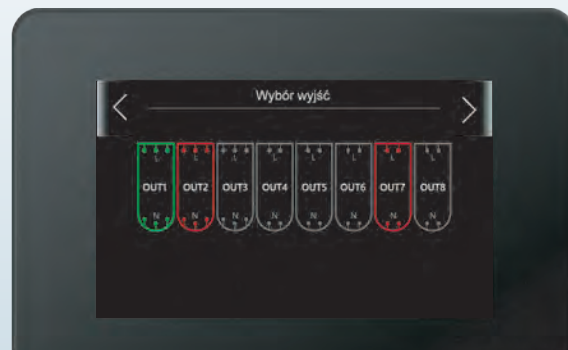 Wybór wyjść
L L L L L L L L
OUT1 OUT2 OUT3 OUT4 OUT5 OUT6 OUT7 OUT8
N N N N N N N N